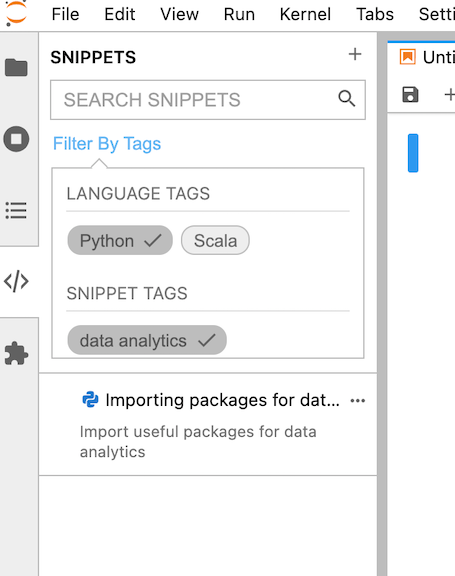 File Edit View Run Kernel Tabs Setti
SNIPPETS
Unti
SEARCH SNIPPETS
Filter By Tags
LANGUAGE TAGS
Python Scala
SNIPPET TAGS
data analytics
Importing packages for dat...
Import useful packages for data
analytics